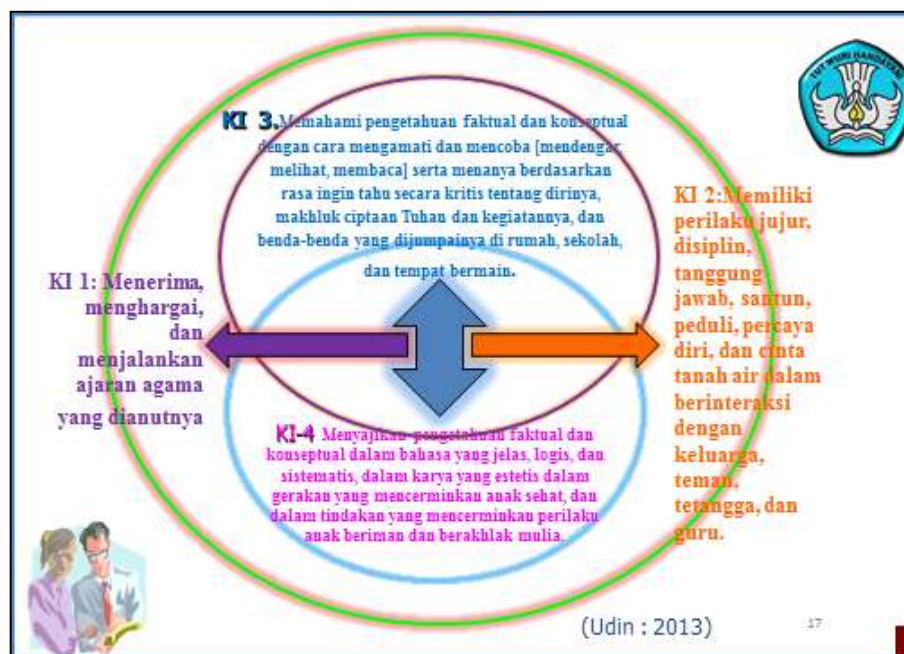 TUT WURI HANDAYANI
KI 3.Memahami pengetahuan faktual dan konseptual
dengan cara mengamati dan mencoba [mendengar,
melihat, membaca] serta menanya berdasarkan
rasa ingin tahu secara kritis tentang dirinya,
makhluk ciptaan Tuhan dan kegiatannya, dan
benda-benda yang dijumpainya di rumah, sekolah,
dan tempat bermain.
KI 1: Menerima,
menghargai,
dan
menjalankan
ajaran agama
yang dianutnya
KI 2:Memiliki
perilaku jujur,
disiplin,
tanggung
jawab, santun,
peduli, percaya
diri, dan cinta
tanah air dalam
berinteraksi
dengan
keluarga,
teman,
tetangga, dan
guru.
KI-4 Menyajikan pengetahuan faktual dan
konseptual dalam bahasa yang jelas, logis, dan
sistematis, dalam karya yang estetis dalam
gerakan yang mencerminkan anak sehat, dan
dalam tindakan yang mencerminkan perilaku
anak beriman dan berakhlak mulia.
(Udin : 2013)
17